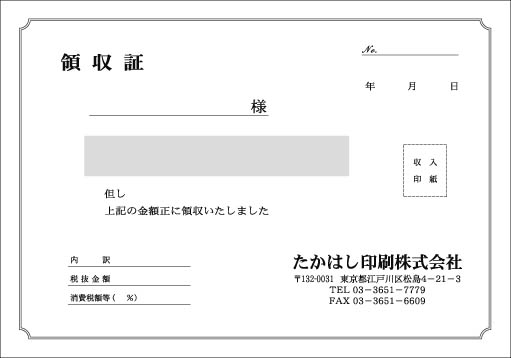 領収証
No.
年 月 日
様
収入
印紙
但し
上記の金額正に領収いたしました
内 訳
税抜金額
消費税額等( %)
たかはし印刷株式会社
〒132-0031 東京都江戸川区松島4－21－3
TEL 03－3651－7779
FAX 03－3651－6609